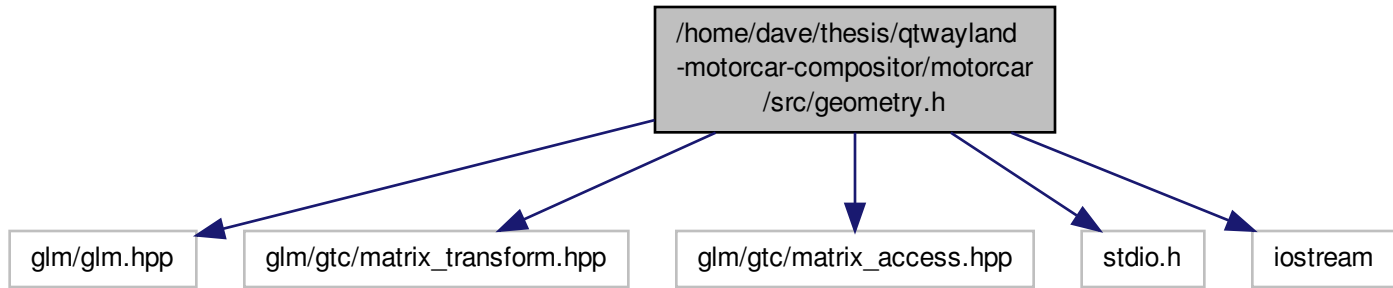 /home/dave/thesis/qtwayland
-motorcar-compositor/motorcar
/src/geometry.h
glm/glm.hpp
glm/gtc/matrix_transform.hpp
glm/gtc/matrix_access.hpp
stdio.h
iostream